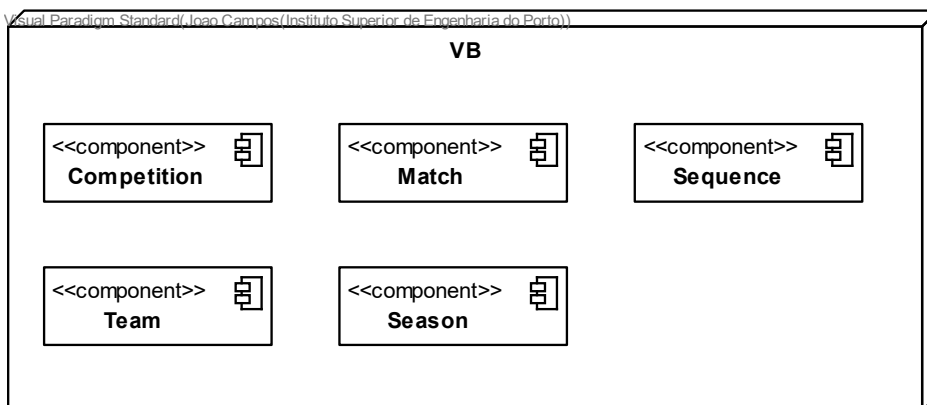 Visual Paradigm Standard(Joao Campos(Instituto Superior de Engenharia do Porto))
VB
<<component>>
Competition
<<component>>
Match
<<component>>
Sequence
<<component>>
Team
<<component>>
Season